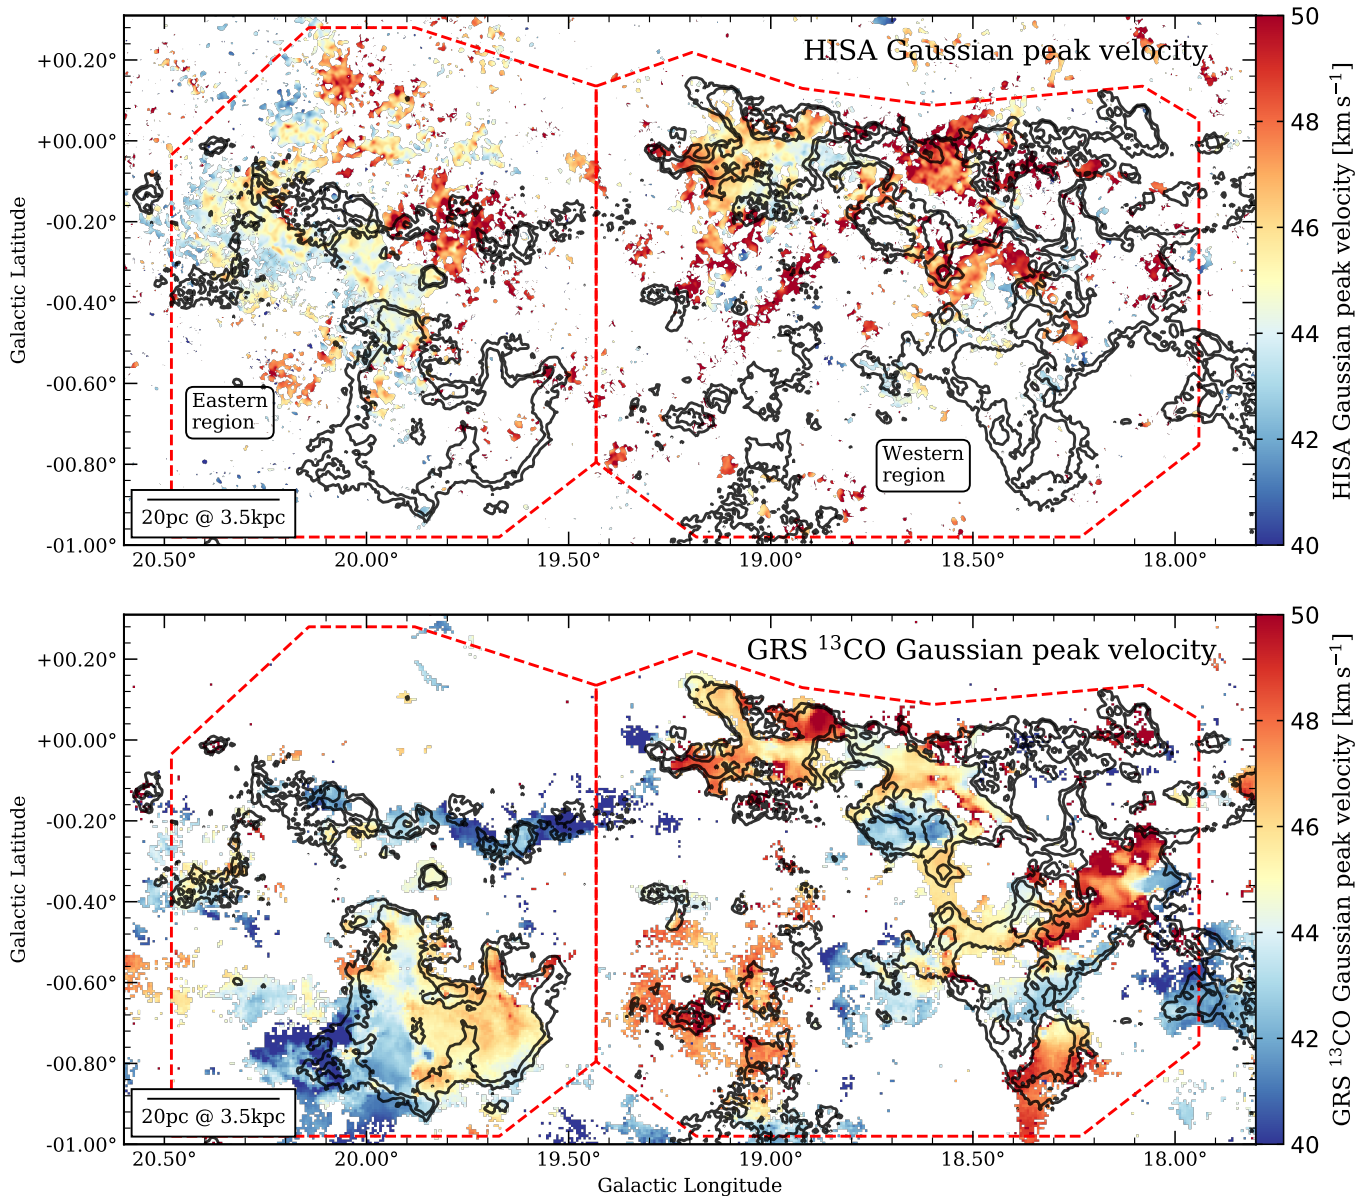 HISA Gaussian peak velocity
+00.20°
+00.00°
-00.20°
-00.40°
-00.60°
-00.80°
-01.00°
Galactic Latitude
Eastern
region
Western
region
20pc @ 3.5kpc
20.50°
20.00°
19.50°
19.00°
18.50°
18.00°
50
48
46
44
42
40
HISA Gaussian peak velocity [km s⁻¹]
GRS ¹³CO Gaussian peak velocity
+00.20°
+00.00°
-00.20°
-00.40°
-00.60°
-00.80°
-01.00°
Galactic Latitude
20pc @ 3.5kpc
20.50°
20.00°
19.50°
19.00°
18.50°
18.00°
Galactic Longitude
50
48
46
44
42
40
GRS ¹³CO Gaussian peak velocity [km s⁻¹]